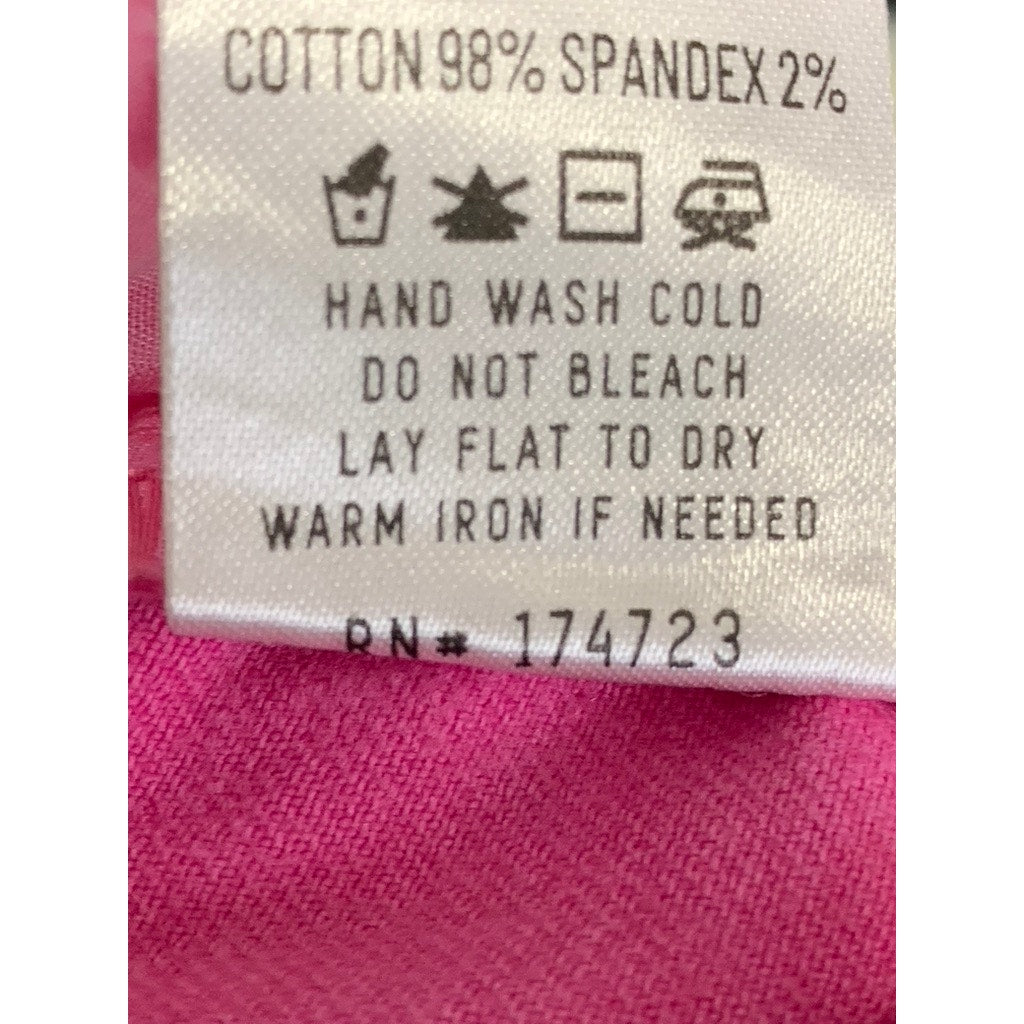 COTTON 98% SPANDEX 2%
HAND WASH COLD
DO NOT BLEACH
LAY FLAT TO DRY
WARM IRON IF NEEDED
RN# 174723